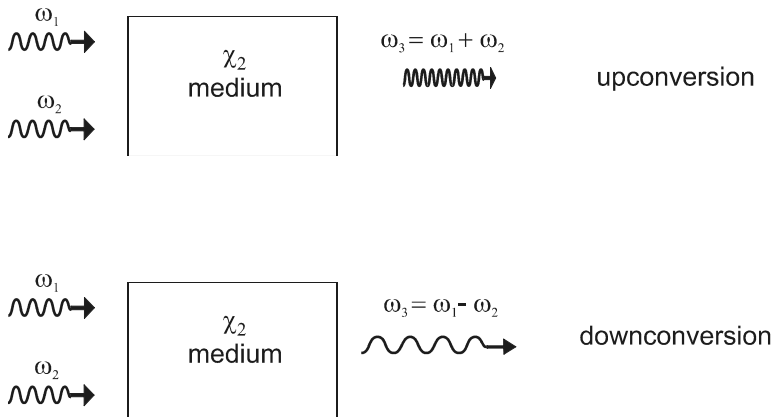 ω₁
χ₂
medium
ω₂
ω₃ = ω₁ + ω₂
upconversion
ω₁
χ₂
medium
ω₂
ω₃ = ω₁ - ω₂
downconversion